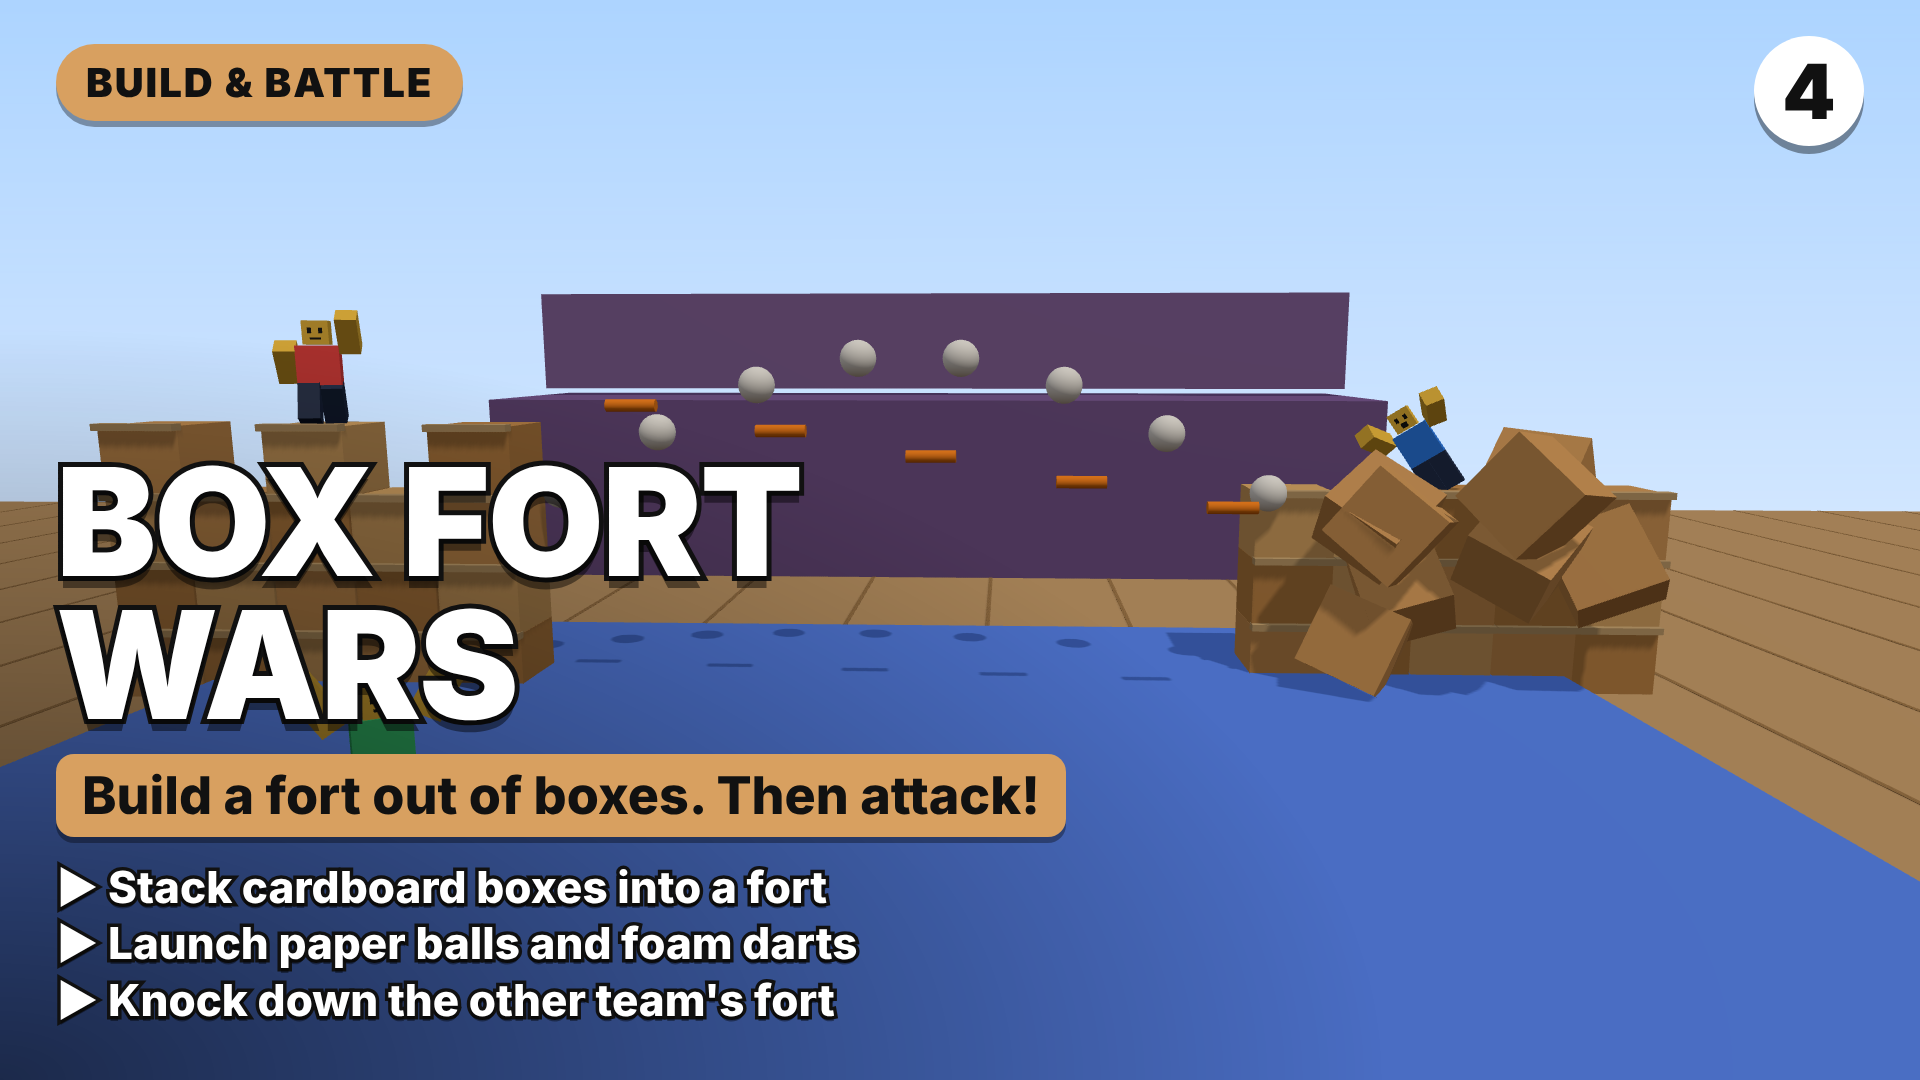 BUILD & BATTLE
4
BOX FORT
WARS
Build a fort out of boxes. Then attack!
▶ Stack cardboard boxes into a fort
▶ Launch paper balls and foam darts
▶ Knock down the other team's fort